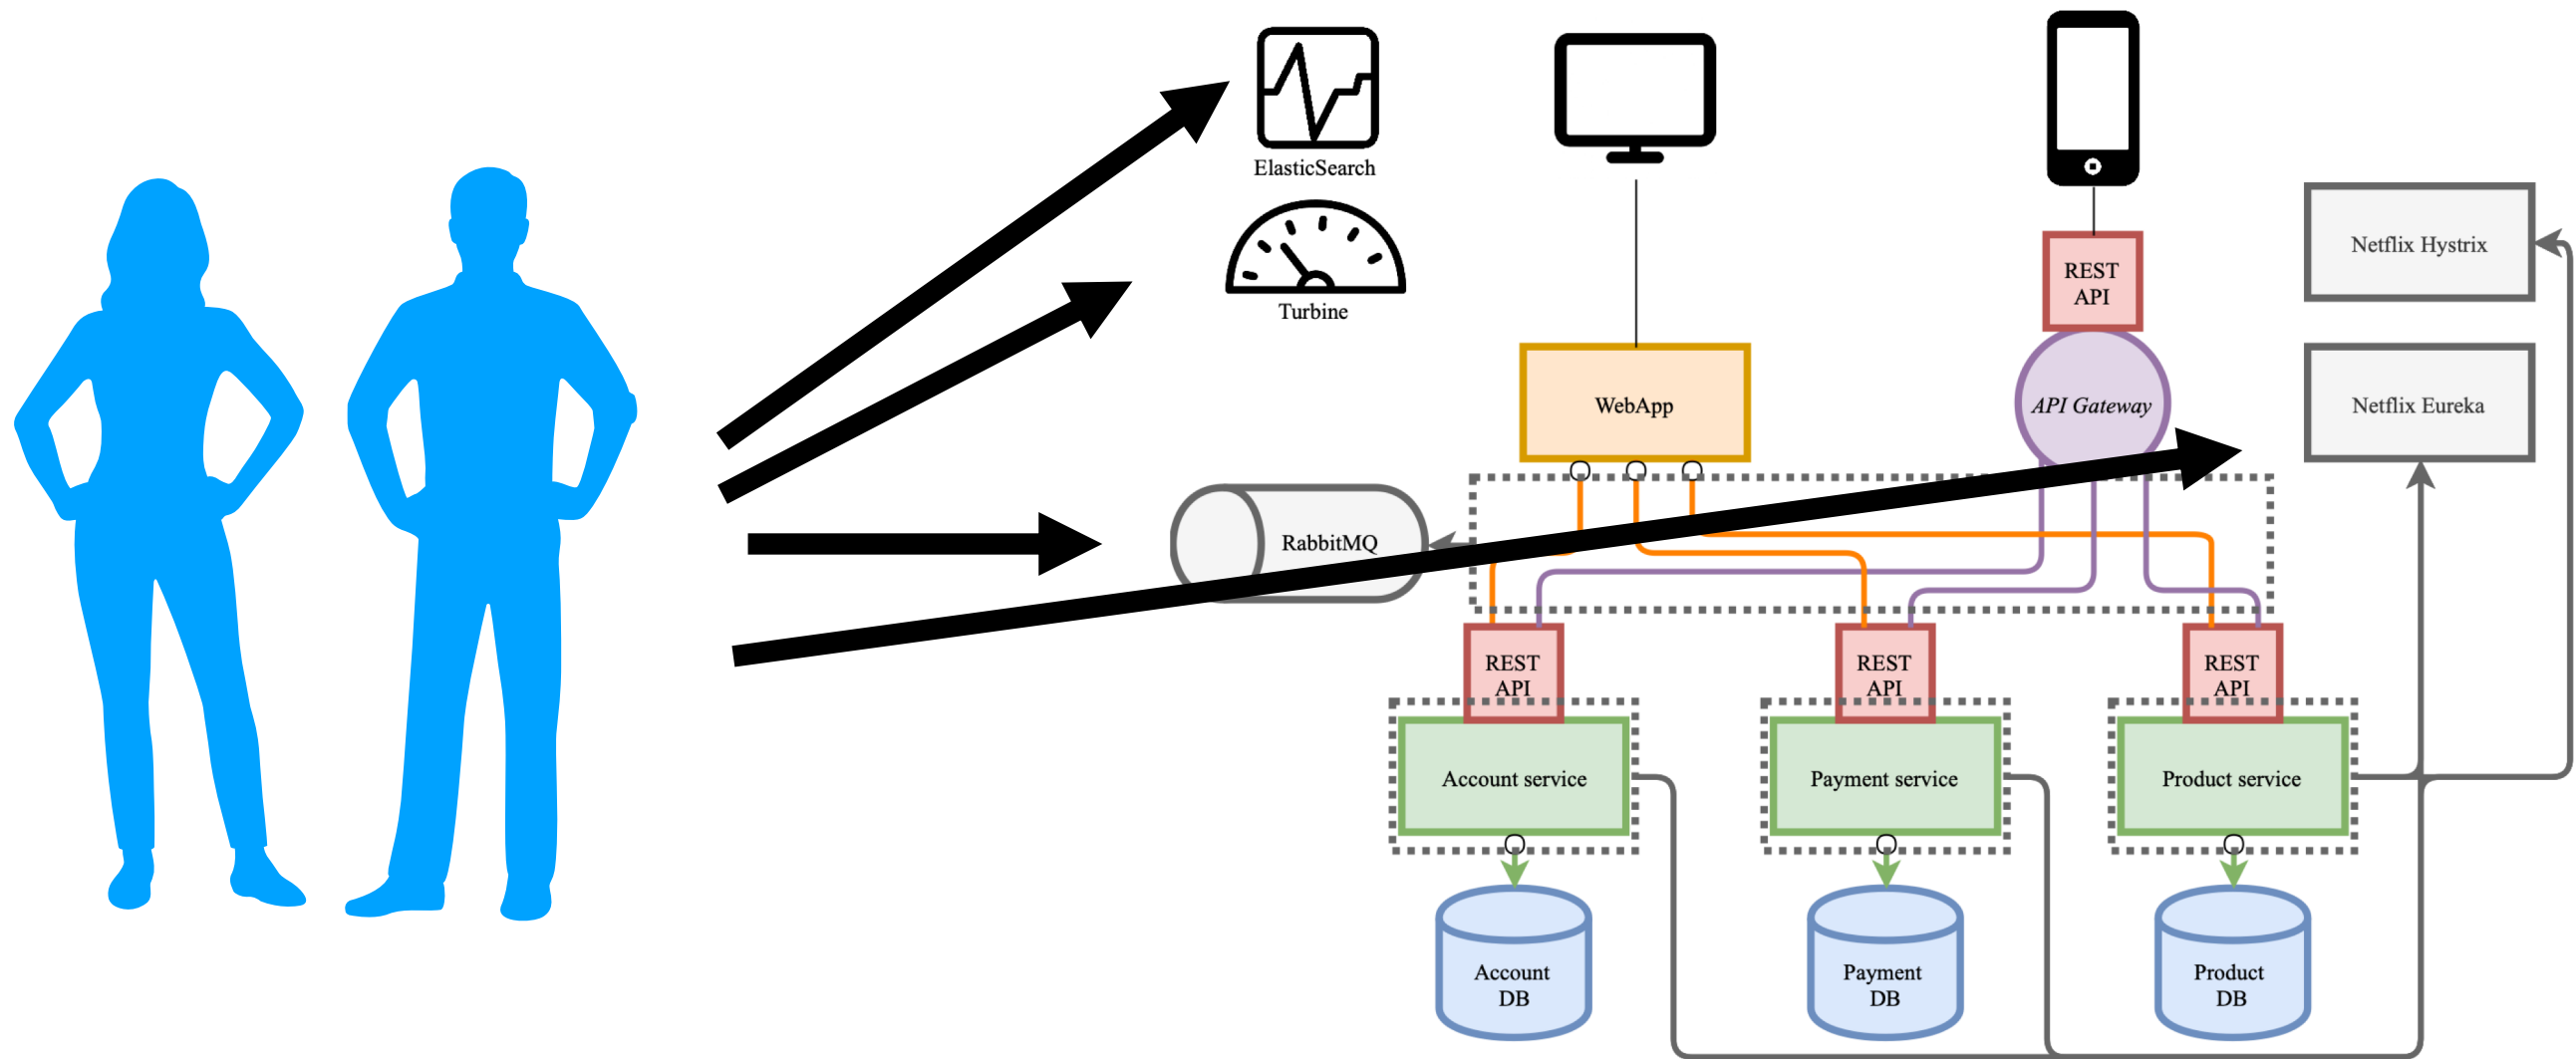 ElasticSearch
Turbine
REST
API
Netflix Hystrix
WebApp
API Gateway
Netflix Eureka
RabbitMQ
REST
API
REST
API
REST
API
Account service
Payment service
Product service
Account
DB
Payment
DB
Product
DB